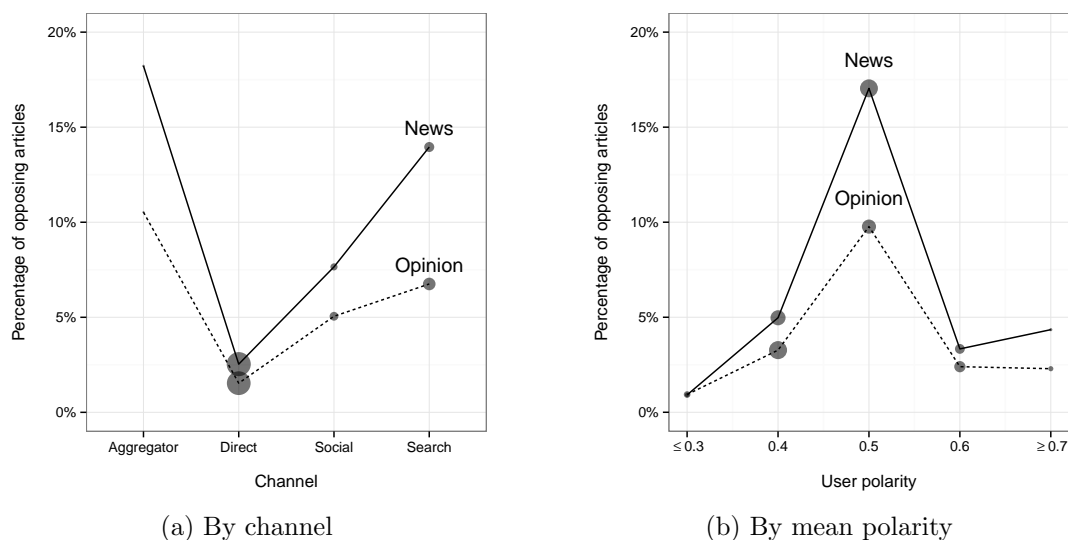 20%
15%
10%
5%
0%
Percentage of opposing articles
News
Opinion
Aggregator Direct Social Search
Channel
(a) By channel
20%
15%
10%
5%
0%
Percentage of opposing articles
News
Opinion
≤ 0.3 0.4 0.5 0.6 ≥ 0.7
User polarity
(b) By mean polarity